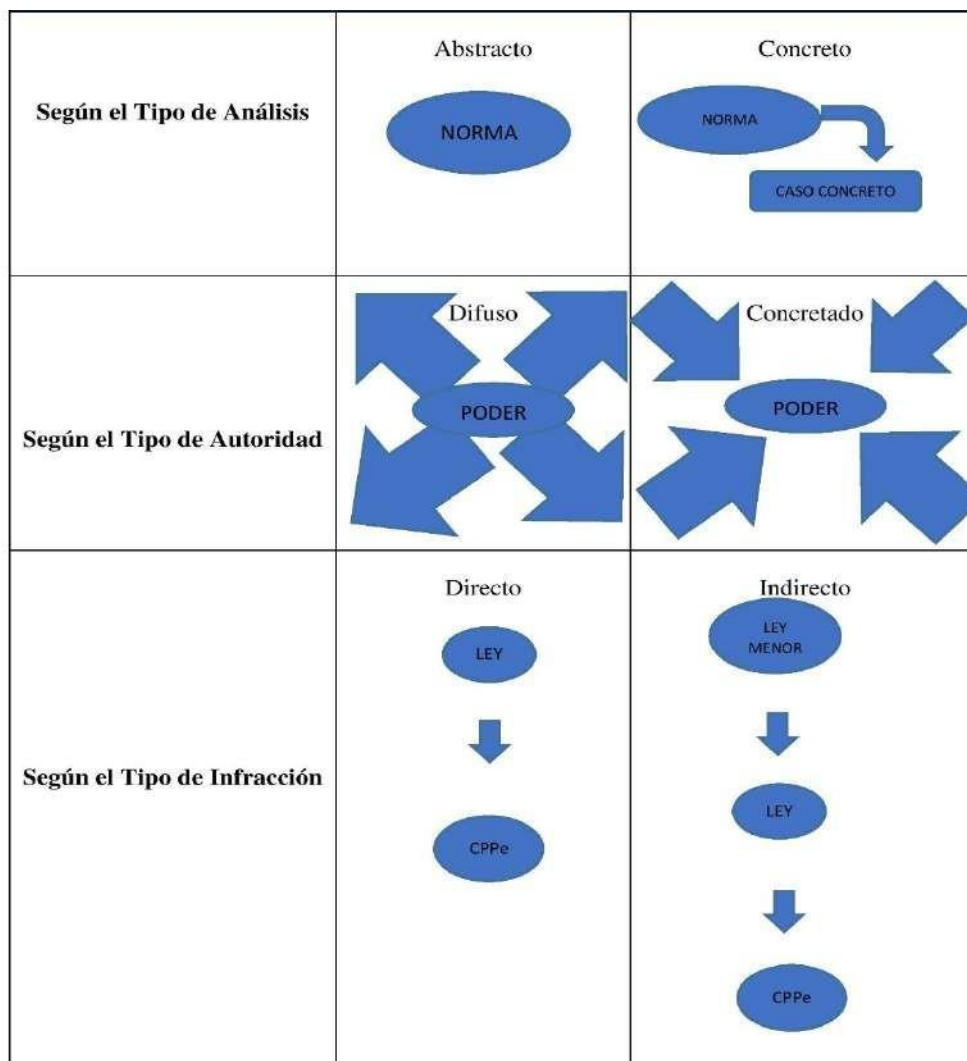 Según el Tipo de Análisis
Abstracto
NORMA
Concreto
NORMA
CASO CONCRETO
Según el Tipo de Autoridad
Difuso
PODER
Concretado
PODER
Según el Tipo de Infracción
Directo
LEY
CPPe
Indirecto
LEY
MENOR
LEY
CPPe